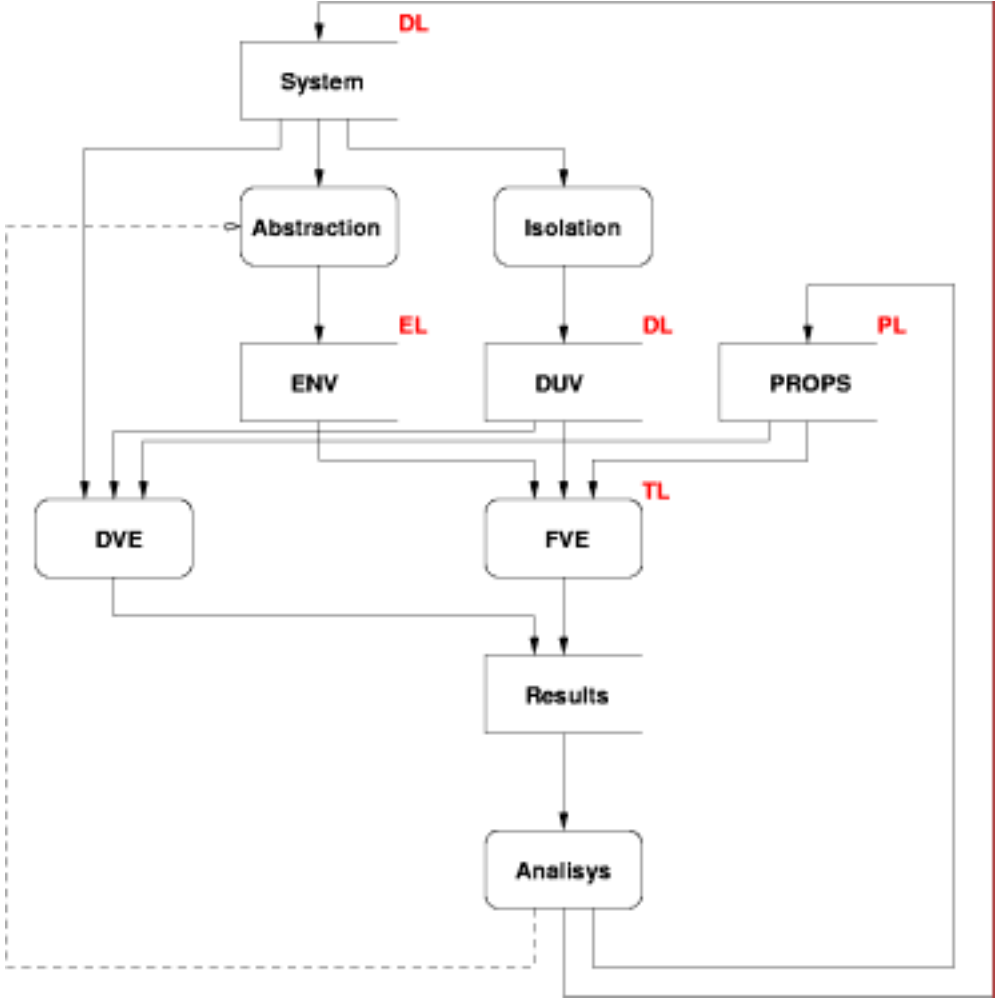 DL
System
Abstraction
Isolation
EL
DL
PL
ENV
DUV
PROPS
TL
DVE
FVE
Results
Analisys